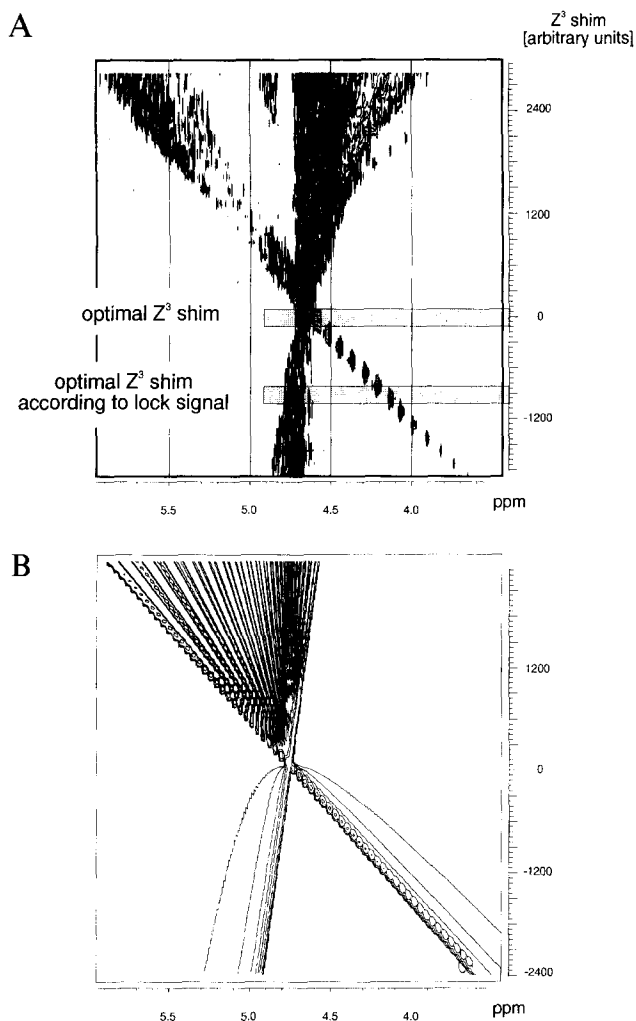 A
Z³ shim
[arbitrary units]
2400
1200
optimal Z³ shim
0
optimal Z³ shim
according to lock signal
-1200
5.5 5.0 4.5 4.0 ppm
B
1200
0
-1200
-2400
5.5 5.0 4.5 4.0 ppm